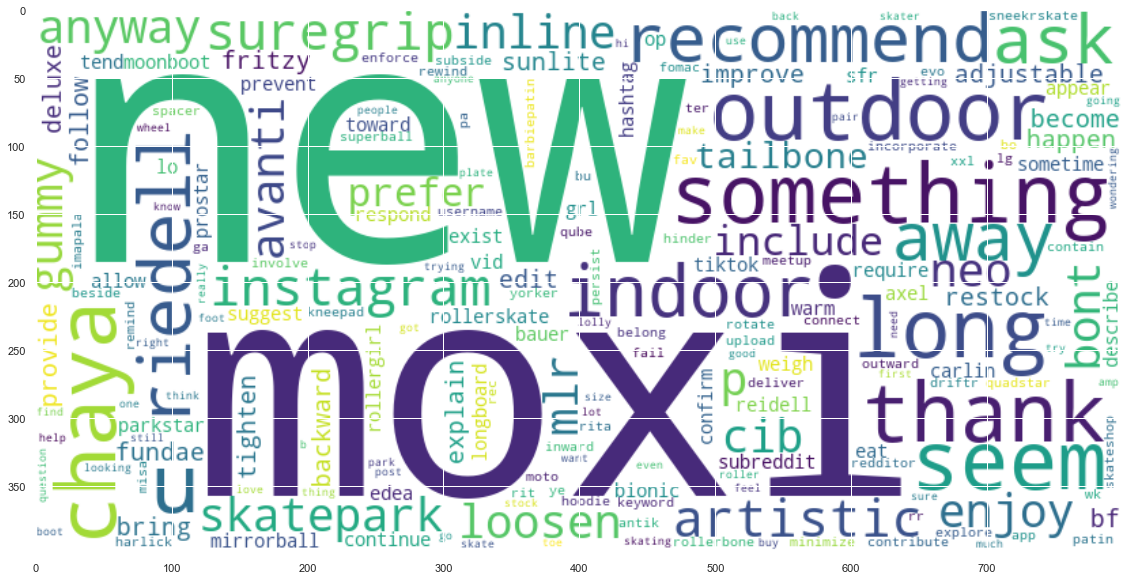 0
anyway suregrip inline recommend ask
back skater sneekrskate
hi op use
tend moonboot fritzy enforce subside sunlite fomac
rewind
deluxe follow prevent anyone hashtag improve sfr evo adjustable
getting appear
50
new
spacer people ter outdoor going
wheel toward pa barbiepatin make pair become
superball fav incorporate bb happen
100
lo avanti plate tailbone xxl lg sometime
prefer bu something wondering
know prostar grl
150
respond username
gummy riedell imapala ga stop exist qube hinder include away contain
involve trying vid tiktok meetup
200
allow really instagram edit persist indoor require neo
beside yorker axel restock bont describe
suggest kneepad rollerskate lolly warm connect
foot bauer belong rotate need long time
provide remind right rollergirl got fail upload outward try
250
moxi
good weigh first carlin
chaya think one tighten backward explain longboard rec mlr size p deliver driftr quadstar amp
find parkstar lot rita confirm reidell thank
300
help still fundae br inward cib eat skateshop
looking misa park want even subreddit redditor
question post moto roller seem
love thing edea ye bionic feel
350
u rit hoodie keyword sure wk
stock
boot bring skatepark loosen antik artistic rr enjoy bf
harlick mirrorball continue go skate toe skating rollerbone buy minimize contribute explore much app patin
0 100 200 300 400 500 600 700